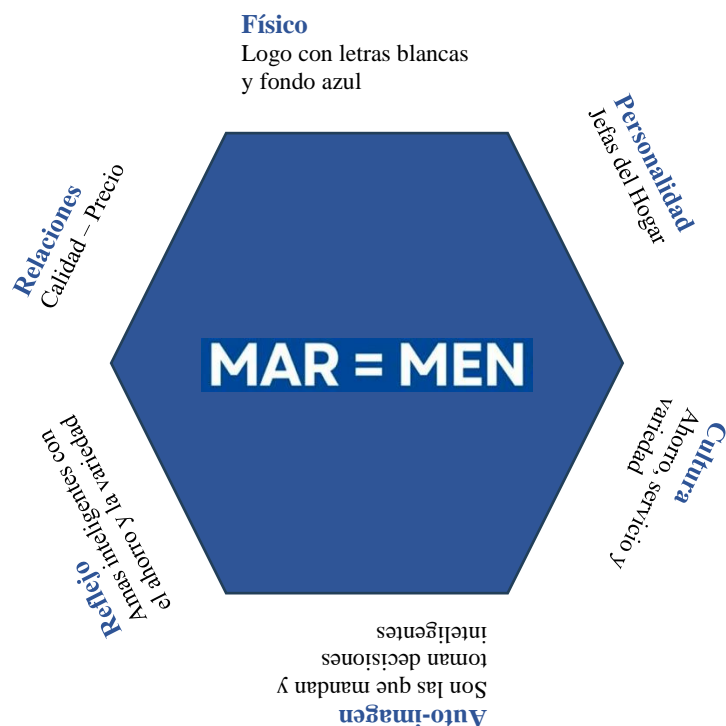 Físico
Logo con letras blancas
y fondo azul
Personalidad
Jefas del Hogar
Cultura
Ahorro, servicio y
variedad
Auto-imagen
Son las que mandan y
toman decisiones
inteligentes
Reflejo
Amas inteligentes con
el ahorro y la variedad
Relaciones
Calidad – Precio
MAR = MEN